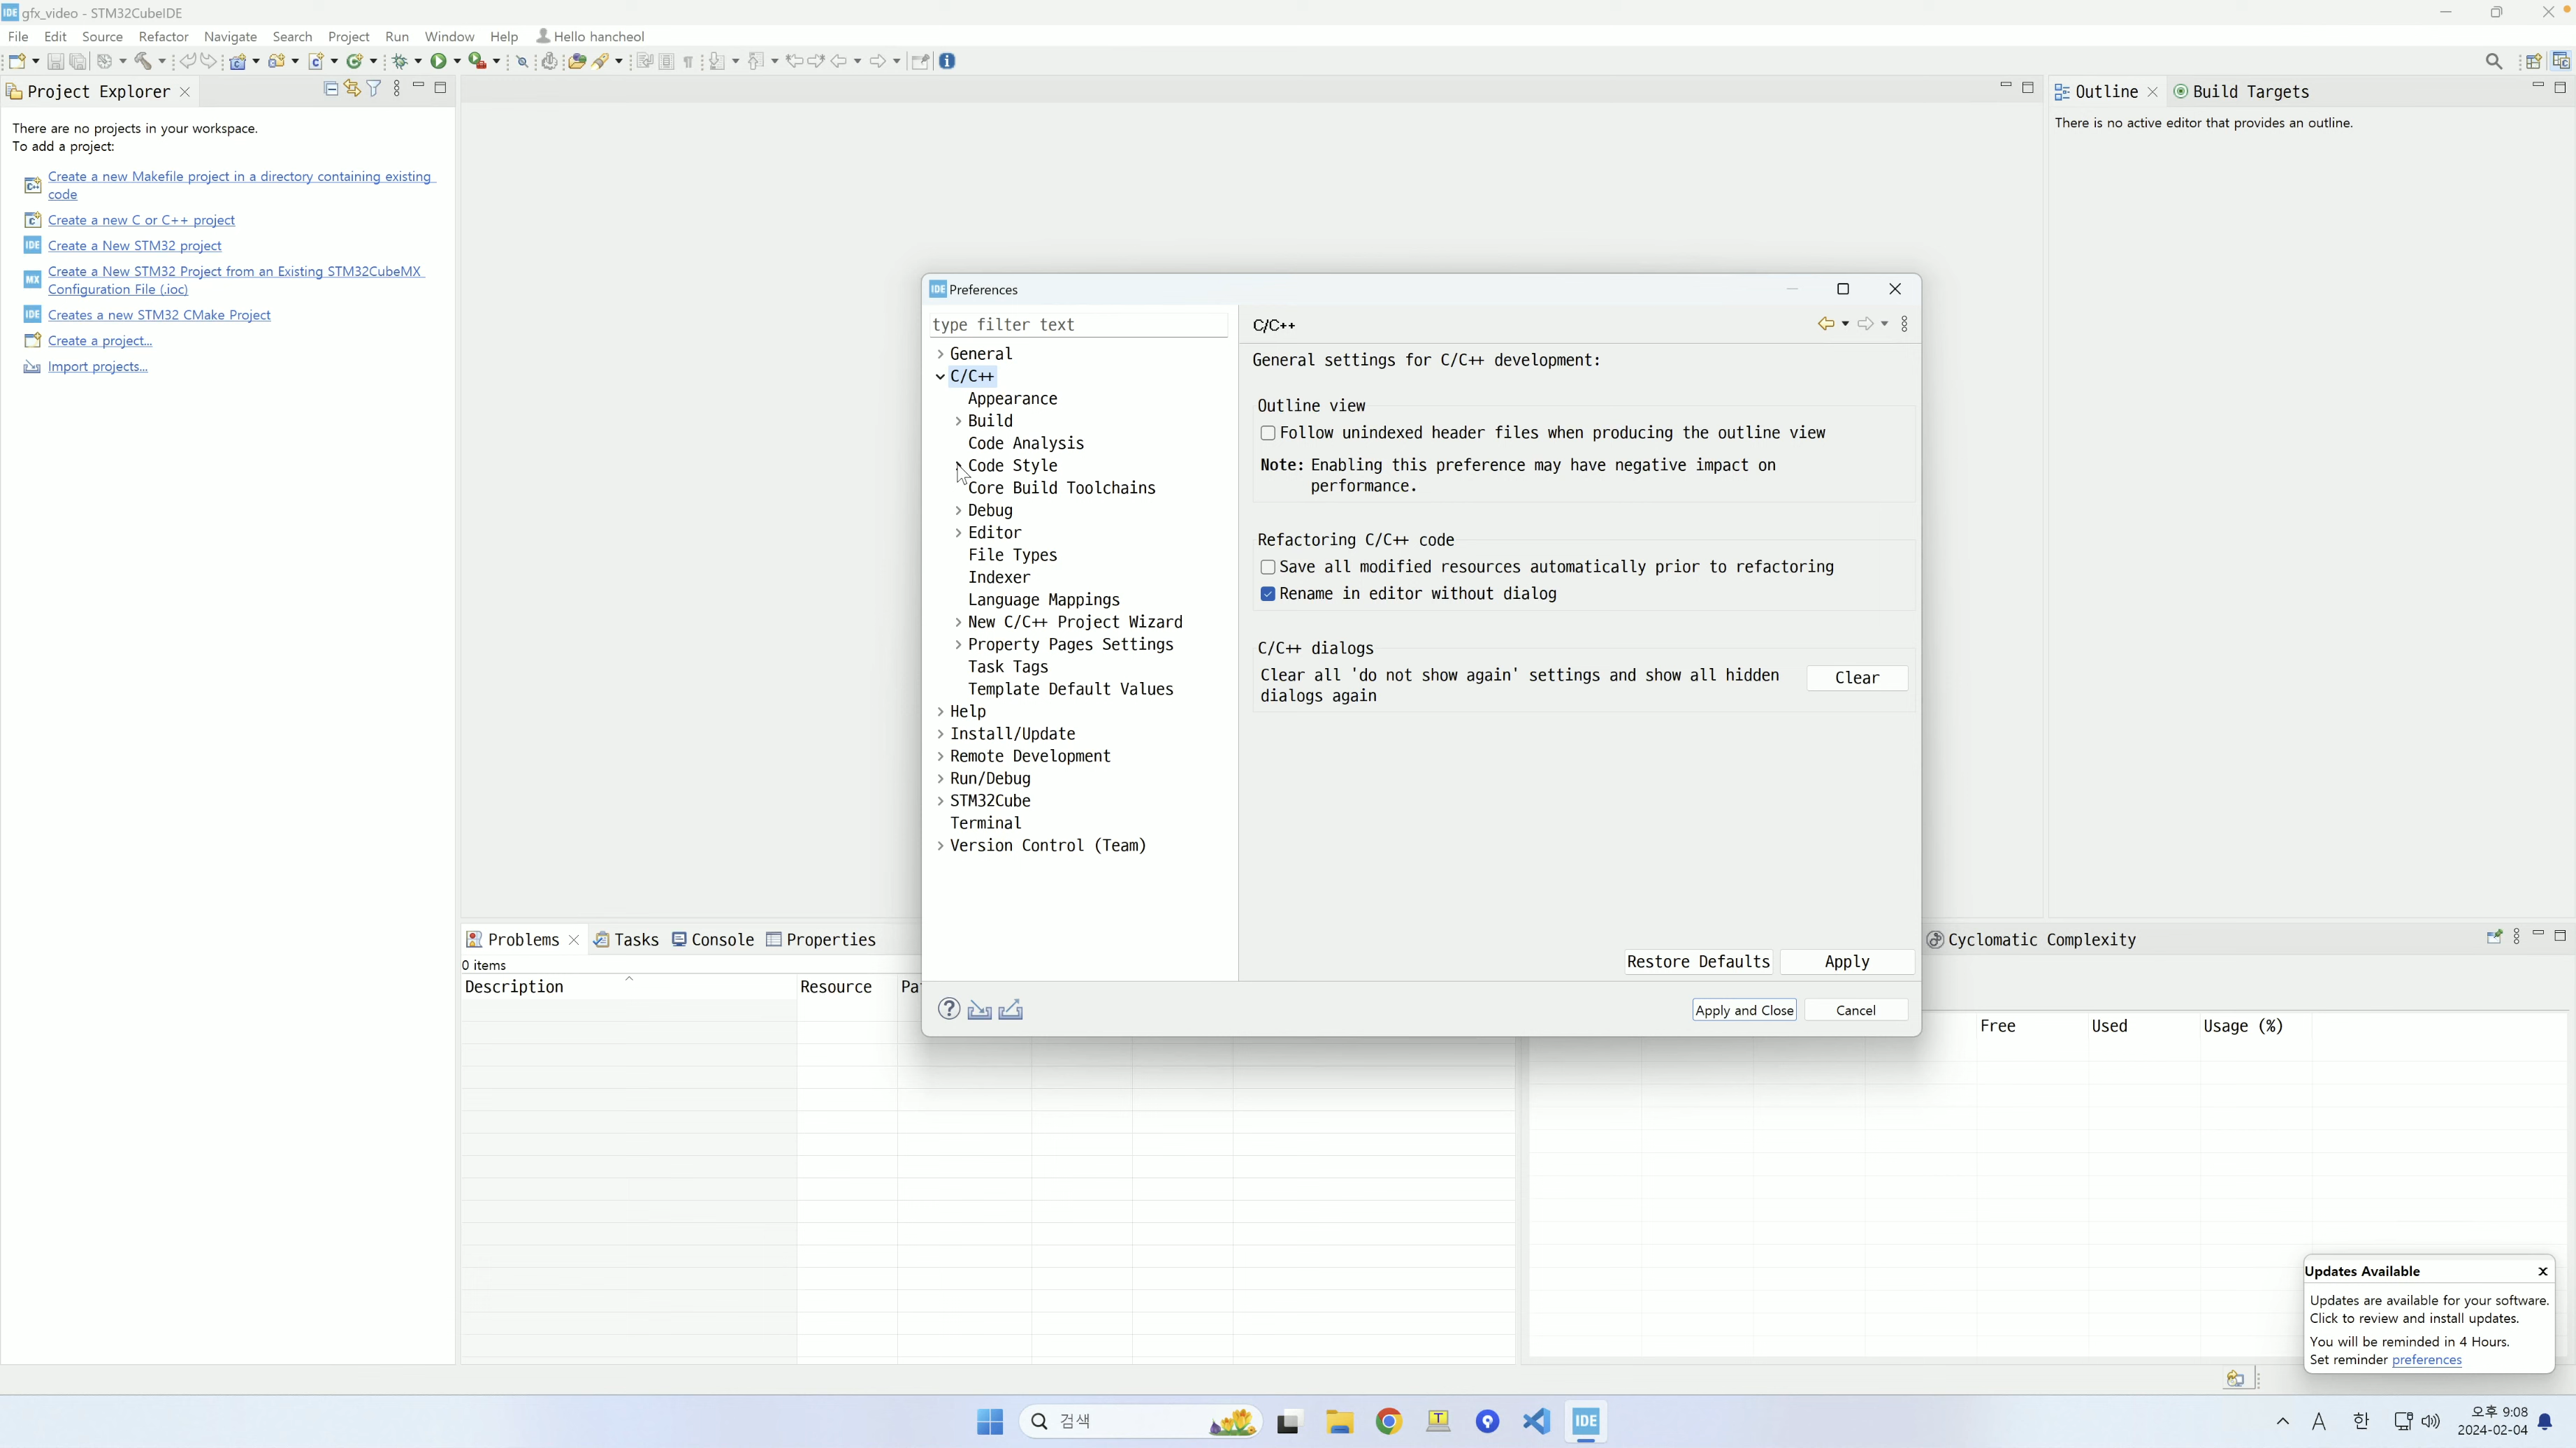 gfx_video - STM32CubeIDE
File Edit Source Refactor Navigate Search Project Run Window Help Hello hancheol
Project Explorer
There are no projects in your workspace.
To add a project:
Create a new Makefile project in a directory containing existing
code
Create a new C or C++ project
Create a New STM32 project
Create a New STM32 Project from an Existing STM32CubeMX
Configuration File (.ioc)
Creates a new STM32 CMake Project
Create a project...
Import projects...
Outline Build Targets
There is no active editor that provides an outline.
Preferences
type filter text
General
C/C++
Appearance
Build
Code Analysis
Code Style
Core Build Toolchains
Debug
Editor
File Types
Indexer
Language Mappings
New C/C++ Project Wizard
Property Pages Settings
Task Tags
Template Default Values
Help
Install/Update
Remote Development
Run/Debug
STM32Cube
Terminal
Version Control (Team)
C/C++
General settings for C/C++ development:
Outline view
Follow unindexed header files when producing the outline view
Note: Enabling this preference may have negative impact on
performance.
Refactoring C/C++ code
Save all modified resources automatically prior to refactoring
Rename in editor without dialog
C/C++ dialogs
Clear all 'do not show again' settings and show all hidden
dialogs again
Clear
Restore Defaults Apply
Apply and Close Cancel
Problems Tasks Console Properties
0 items
Description Resource
Cyclomatic Complexity
Free Used Usage (%)
Updates Available
Updates are available for your software.
Click to review and install updates.
You will be reminded in 4 Hours.
Set reminder preferences
검색
IDE
A 한
오후 9:08
2024-02-04